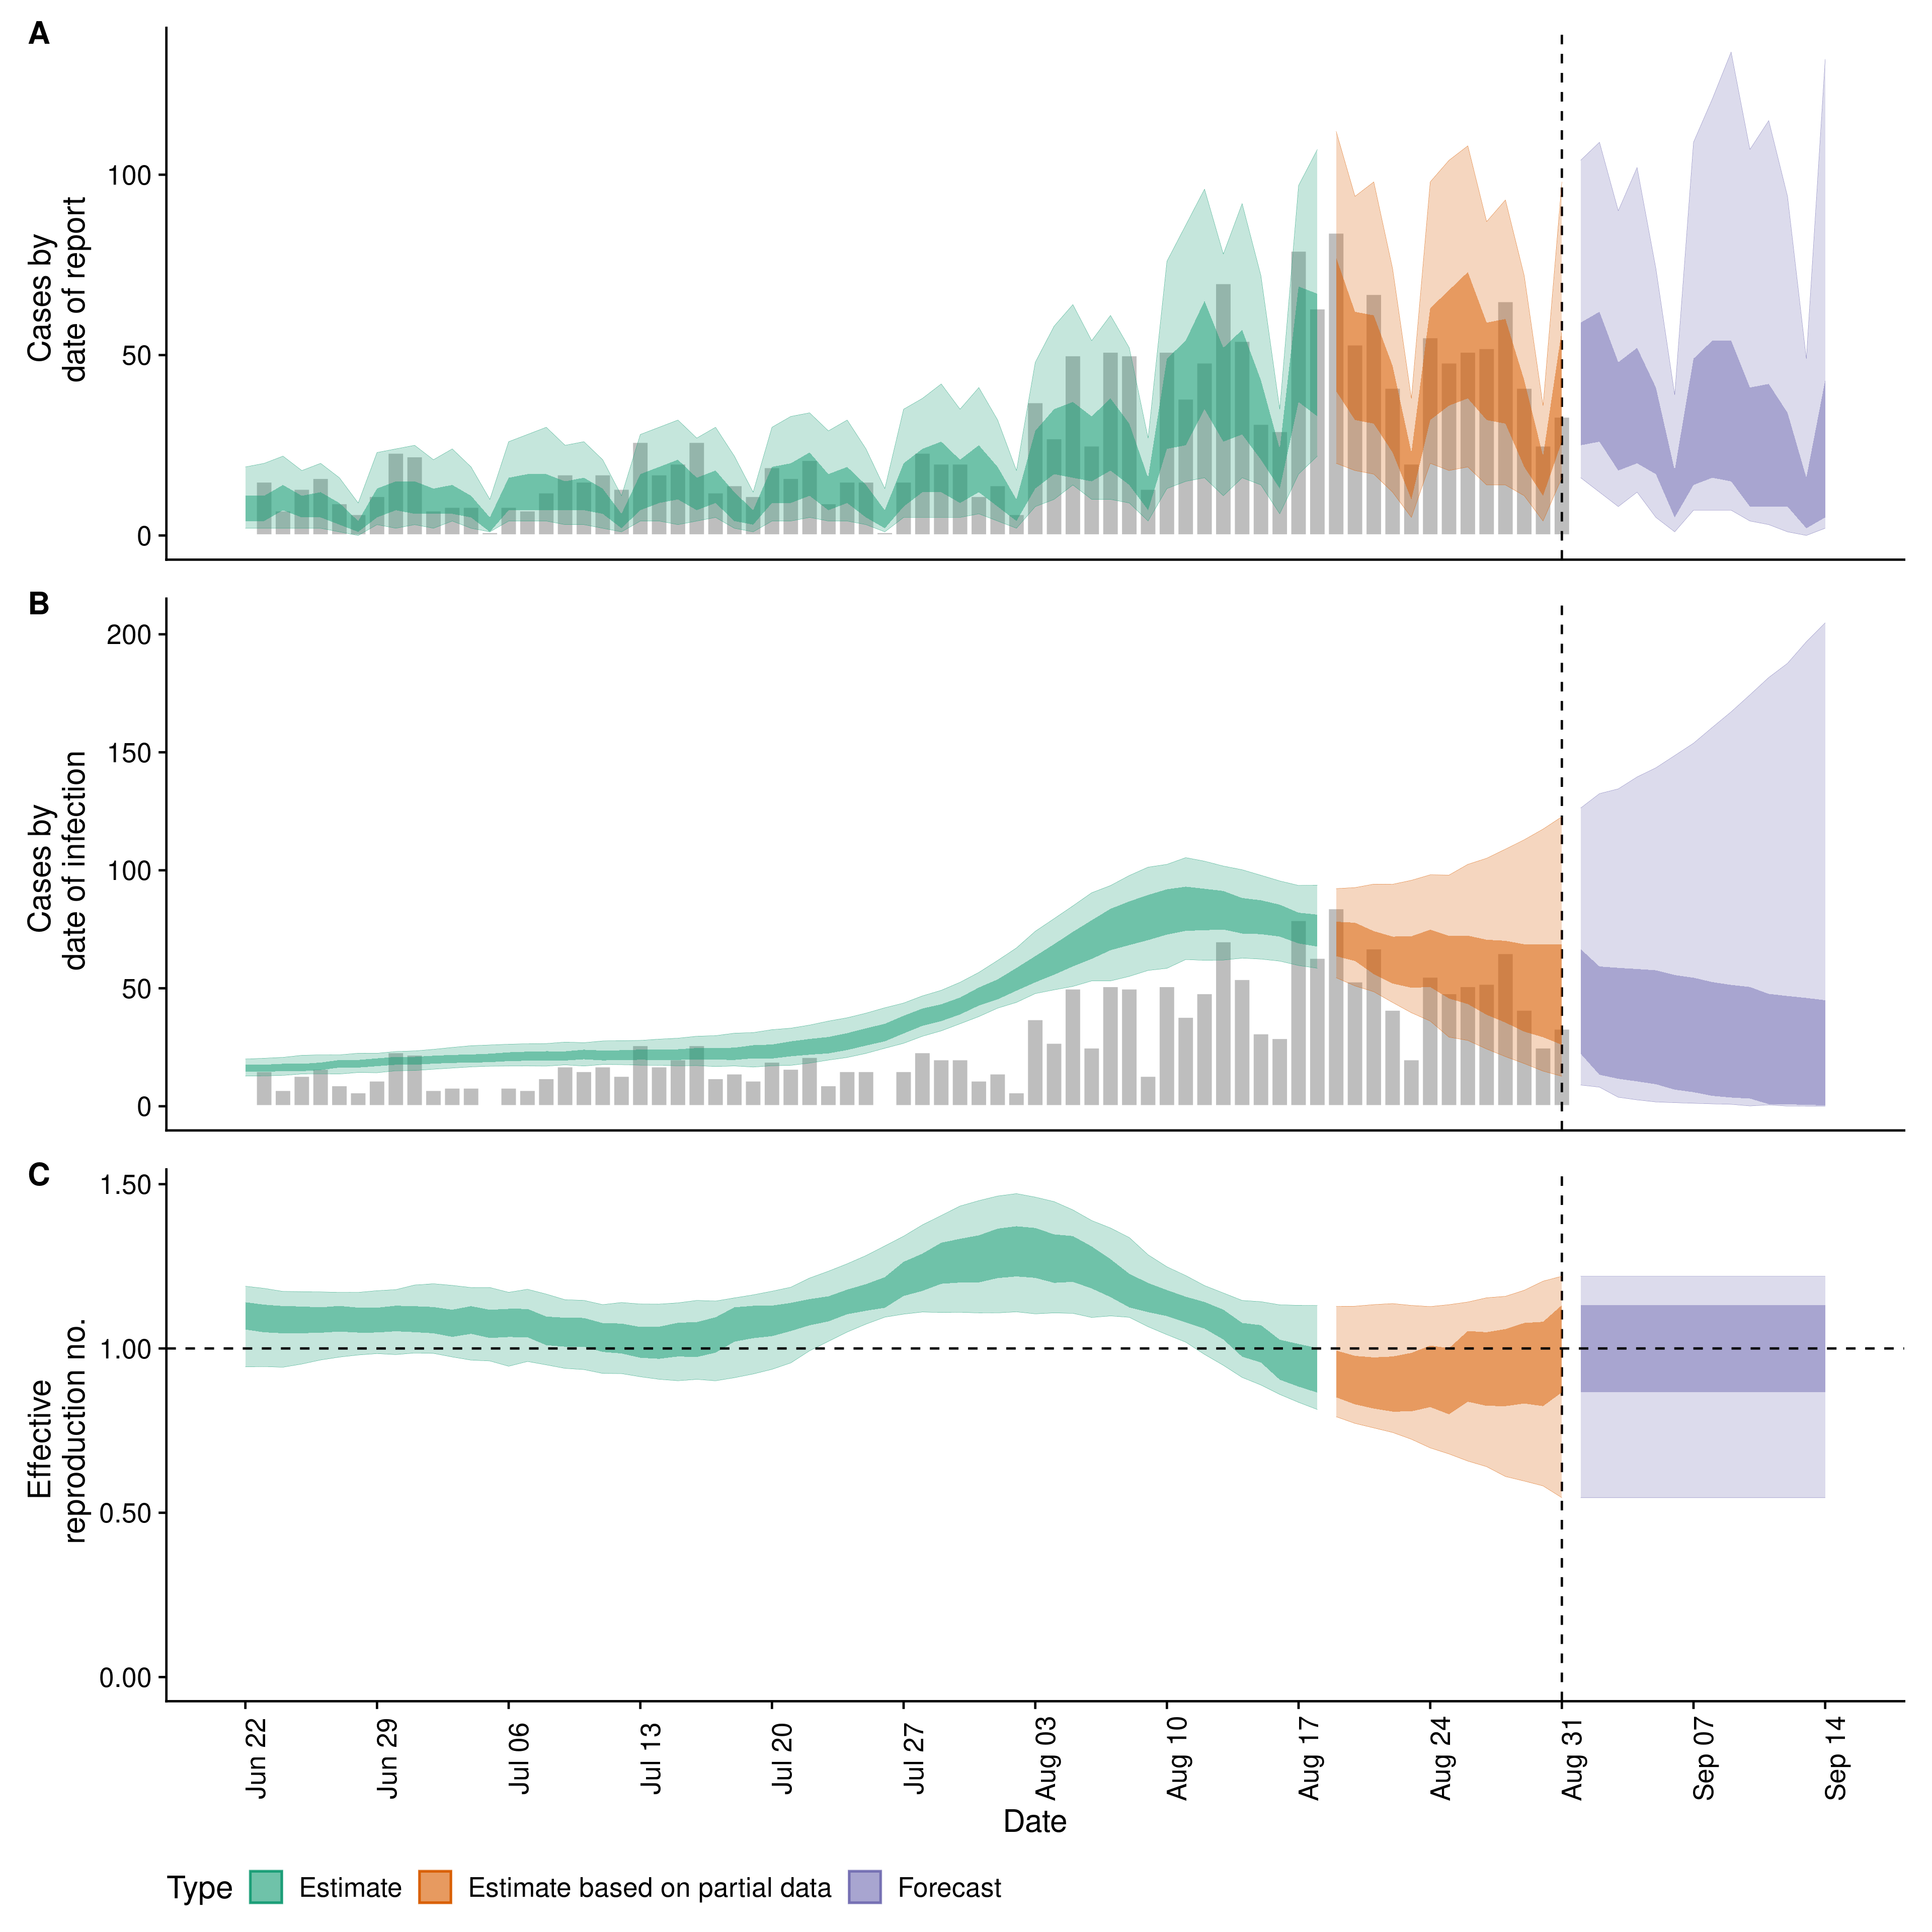 A
Cases by
date of report
100
50
0
B
Cases by
date of infection
200
150
100
50
0
C
Effective
reproduction no.
1.50
1.00
0.50
0.00
Jun 22
Jun 29
Jul 06
Jul 13
Jul 20
Jul 27
Aug 03
Aug 10
Aug 17
Aug 24
Aug 31
Sep 07
Sep 14
Date
Type Estimate Estimate based on partial data Forecast